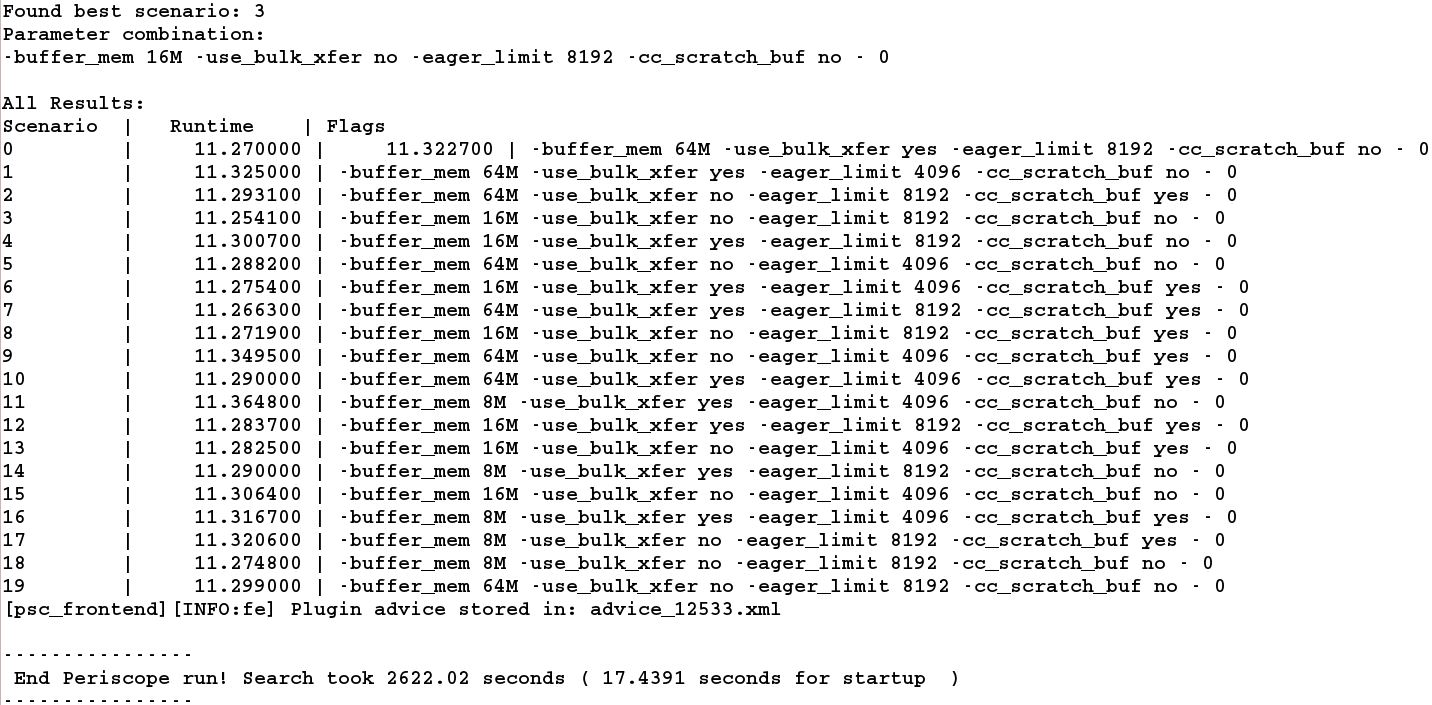 Found best scenario: 3
Parameter combination:
-buffer_mem 16M -use_bulk_xfer no -eager_limit 8192 -cc_scratch_buf no - 0
All Results:
Scenario | Runtime | Flags
0 | 11.270000 | 11.322700 | -buffer_mem 64M -use_bulk_xfer yes -eager_limit 8192 -cc_scratch_buf no - 0
1 | 11.325000 | -buffer_mem 64M -use_bulk_xfer yes -eager_limit 4096 -cc_scratch_buf no - 0
2 | 11.293100 | -buffer_mem 64M -use_bulk_xfer no -eager_limit 8192 -cc_scratch_buf yes - 0
3 | 11.254100 | -buffer_mem 16M -use_bulk_xfer no -eager_limit 8192 -cc_scratch_buf no - 0
4 | 11.300700 | -buffer_mem 16M -use_bulk_xfer yes -eager_limit 8192 -cc_scratch_buf no - 0
5 | 11.288200 | -buffer_mem 64M -use_bulk_xfer no -eager_limit 4096 -cc_scratch_buf no - 0
6 | 11.275400 | -buffer_mem 16M -use_bulk_xfer yes -eager_limit 4096 -cc_scratch_buf yes - 0
7 | 11.266300 | -buffer_mem 64M -use_bulk_xfer yes -eager_limit 8192 -cc_scratch_buf yes - 0
8 | 11.271900 | -buffer_mem 16M -use_bulk_xfer no -eager_limit 8192 -cc_scratch_buf yes - 0
9 | 11.349500 | -buffer_mem 64M -use_bulk_xfer no -eager_limit 4096 -cc_scratch_buf yes - 0
10 | 11.290000 | -buffer_mem 64M -use_bulk_xfer yes -eager_limit 4096 -cc_scratch_buf yes - 0
11 | 11.364800 | -buffer_mem 8M -use_bulk_xfer yes -eager_limit 4096 -cc_scratch_buf no - 0
12 | 11.283700 | -buffer_mem 16M -use_bulk_xfer yes -eager_limit 8192 -cc_scratch_buf yes - 0
13 | 11.282500 | -buffer_mem 16M -use_bulk_xfer no -eager_limit 4096 -cc_scratch_buf yes - 0
14 | 11.290000 | -buffer_mem 8M -use_bulk_xfer yes -eager_limit 8192 -cc_scratch_buf no - 0
15 | 11.306400 | -buffer_mem 16M -use_bulk_xfer no -eager_limit 4096 -cc_scratch_buf no - 0
16 | 11.316700 | -buffer_mem 8M -use_bulk_xfer yes -eager_limit 4096 -cc_scratch_buf yes - 0
17 | 11.320600 | -buffer_mem 8M -use_bulk_xfer no -eager_limit 8192 -cc_scratch_buf yes - 0
18 | 11.274800 | -buffer_mem 8M -use_bulk_xfer no -eager_limit 8192 -cc_scratch_buf no - 0
19 | 11.299000 | -buffer_mem 64M -use_bulk_xfer no -eager_limit 8192 -cc_scratch_buf no - 0
[psc_frontend][INFO:fe] Plugin advice stored in: advice_12533.xml
----------------
End Periscope run! Search took 2622.02 seconds ( 17.4391 seconds for startup )
----------------